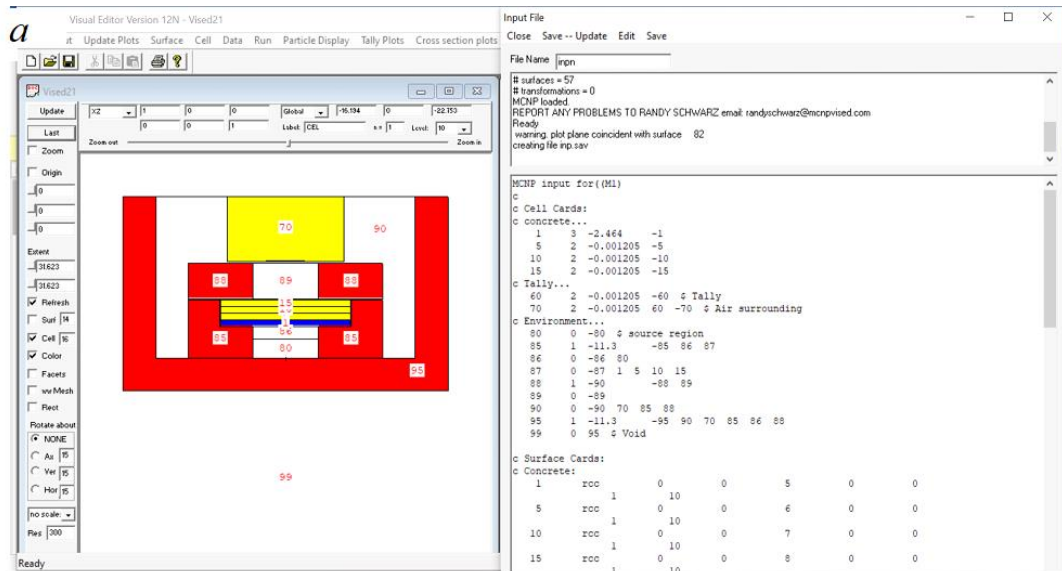 a
Visual Editor Version 12N - Vised21
Update Plots Surface Cell Data Run Particle Display Tally Plots Cross section plots
Vised21
Update
Last
Zoom
Origin
0
0
0
Extent
31.623
31.623
Refresh
Surf 14
Cell 16
Color
Facets
ww Mesh
Rect
Rotate about
NONE
Ax 15
Ver 15
Hor 15
no scale:
Res 300
XZ 1 0 0 Global -16.194 0 -22.153
0 0 1 Label: CEL 1 Level: 10
Zoom out Zoom in
70
90
88
89
88
15
1
85
80
85
95
99
Ready
Input File
Close Save -- Update Edit Save
File Name inpn
# surfaces = 57
# transformations = 0
MCNP loaded.
REPORT ANY PROBLEMS TO RANDY SCHWARZ email: randyschwarz@mcnpvised.com
Ready
warning. plot plane coincident with surface 82
creating file inp.sav
MCNP input for((M1)
c
c Cell Cards:
c concrete...
1 3 -2.464 -1
5 2 -0.001205 -5
10 2 -0.001205 -10
15 2 -0.001205 -15
c Tally...
60 2 -0.001205 -60 $ Tally
70 2 -0.001205 60 -70 $ Air surrounding
c Environment...
80 0 -80 $ source region
85 1 -11.3 -85 86 87
86 0 -86 80
87 0 -87 1 5 10 15
88 1 -90 -88 89
89 0 -89
90 0 -90 70 85 88
95 1 -11.3 -95 90 70 85 86 88
99 0 95 $ Void
c Surface Cards:
c Concrete:
1 rcc 0 0 5 0 0
1 10
5 rcc 0 0 6 0 0
1 10
10 rcc 0 0 7 0 0
1 10
15 rcc 0 0 8 0 0
1 10